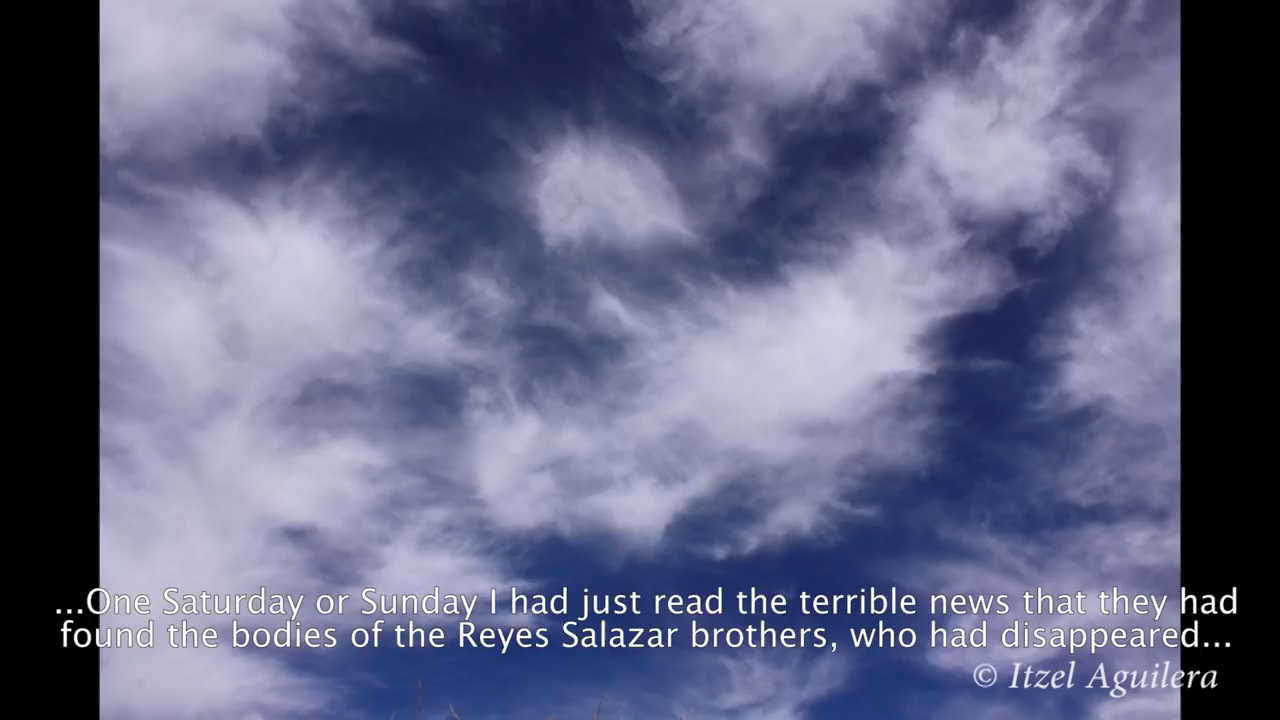 ...One Saturday or Sunday I had just read the terrible news that they had
found the bodies of the Reyes Salazar brothers, who had disappeared...
© Itzel Aguilera